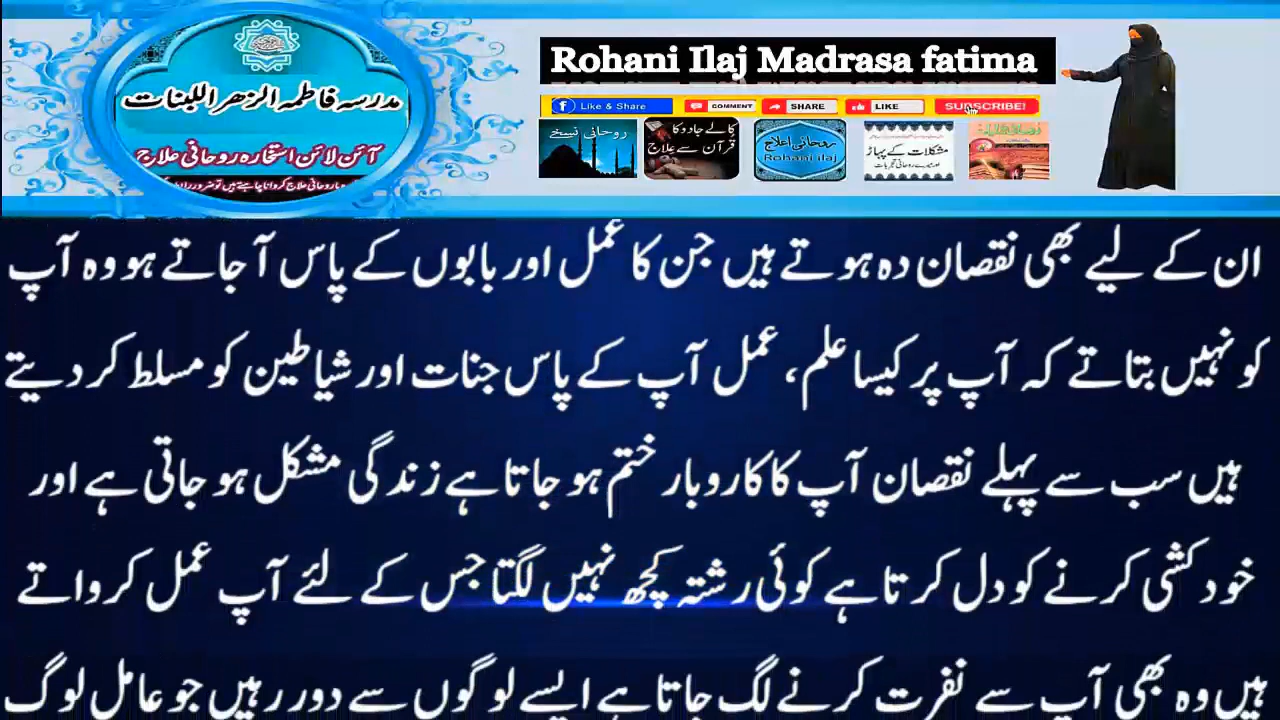 مدرسہ فاطمہ الزھرا للبنات
آئن لائن استخارہ روحانی علاج
Rohani Ilaj Madrasa fatima
Like & Share
COMMENT
SHARE
LIKE
SUBSCRIBE!
روحانی نسخ
کالے جادو کا
قرآن سے علاج
روحانی علاج
Rohani ilaj
مشکلات کے پہاڑ
ان کے لیے بھی نقصان دہ ہوتے ہیں جن کا عمل اور بابوں کے پاس آ جاتے ہو وہ آپ
کو نہیں بتاتے کہ آپ پر کیسا علم، عمل آپ کے پاس جنات اور شیاطین کو مسلط کر دیتے
ہیں سب سے پہلے نقصان آپ کا کاروبار ختم ہو جاتا ہے زندگی مشکل ہو جاتی ہے اور
خودکشی کرنے کو دل کرتا ہے کوئی رشتہ کچھ نہیں لگتا جس کے لئے آپ عمل کرواتے
ہیں وہ بھی آپ سے نفرت کرنے لگ جاتا ہے ایسے لوگوں سے دور رہیں جو عامل لوگ